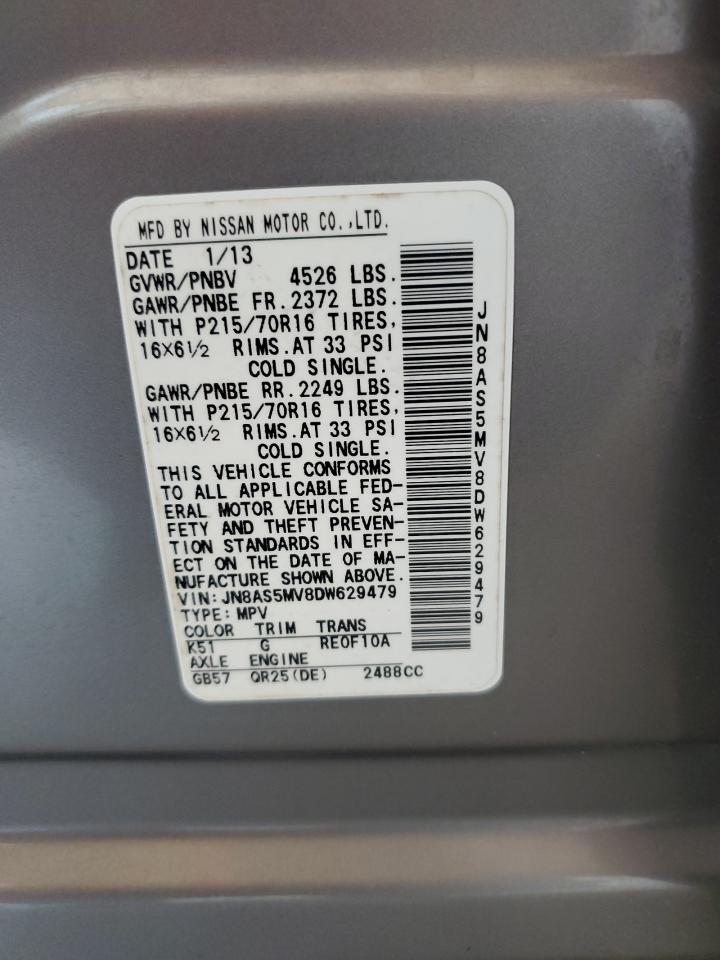 MFD BY NISSAN MOTOR CO.,LTD.
DATE 1/13
GVWR/PNBV 4526 LBS.
GAWR/PNBE FR.2372 LBS.
WITH P215/70R16 TIRES,
16×6½ RIMS.AT 33 PSI
COLD SINGLE.
GAWR/PNBE RR.2249 LBS.
WITH P215/70R16 TIRES,
16×6½ RIMS.AT 33 PSI
COLD SINGLE.
THIS VEHICLE CONFORMS
TO ALL APPLICABLE FED-
ERAL MOTOR VEHICLE SA-
FETY AND THEFT PREVEN-
TION STANDARDS IN EFF-
ECT ON THE DATE OF MA-
NUFACTURE SHOWN ABOVE.
VIN:JN8AS5MV8DW629479
TYPE:MPV
COLOR TRIM TRANS
K51 G RE0F10A
AXLE ENGINE
GB57 QR25(DE) 2488CC
JN8AS5MV8DW629479